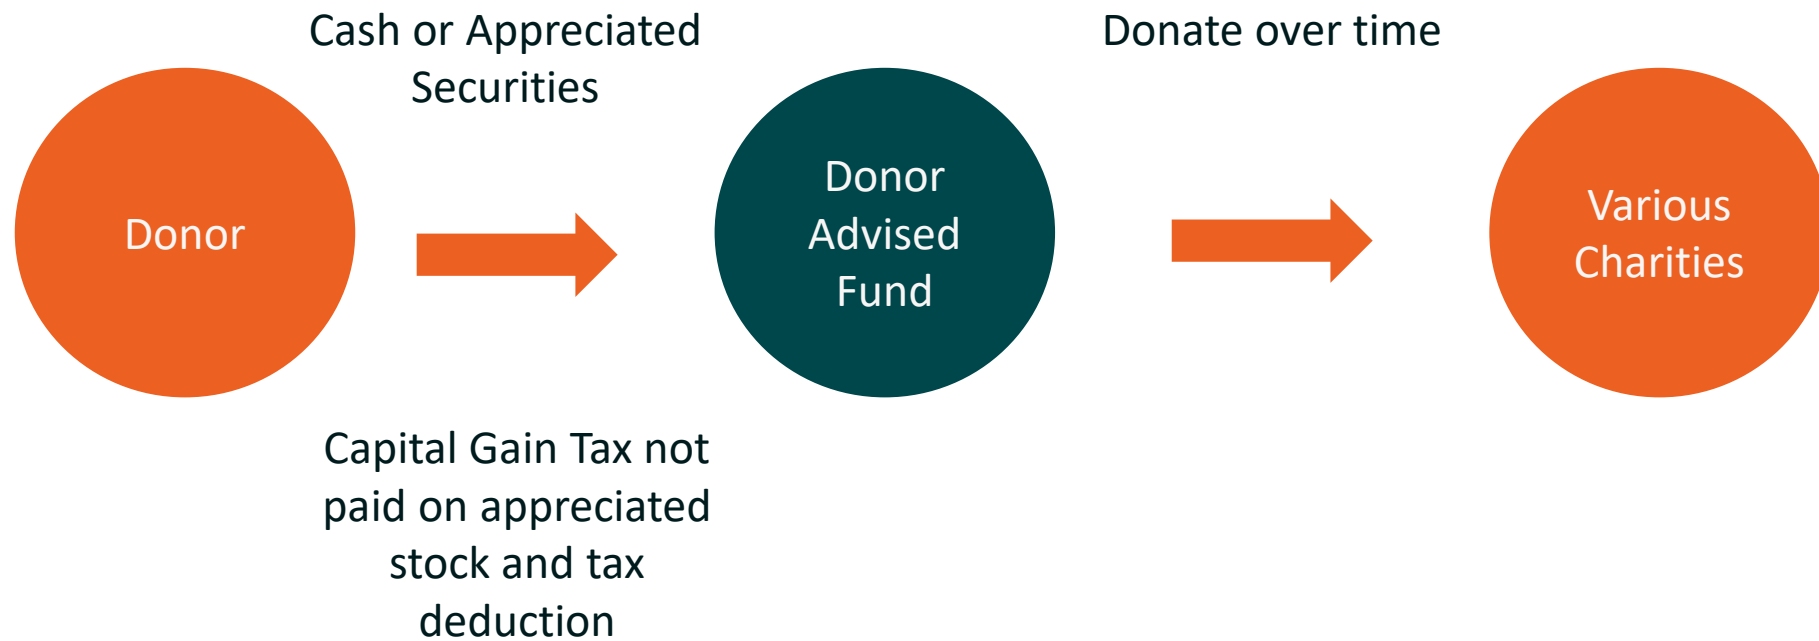 Cash or Appreciated
Securities
Donate over time
Donor
Donor
Advised
Fund
Various
Charities
Capital Gain Tax not
paid on appreciated
stock and tax
deduction